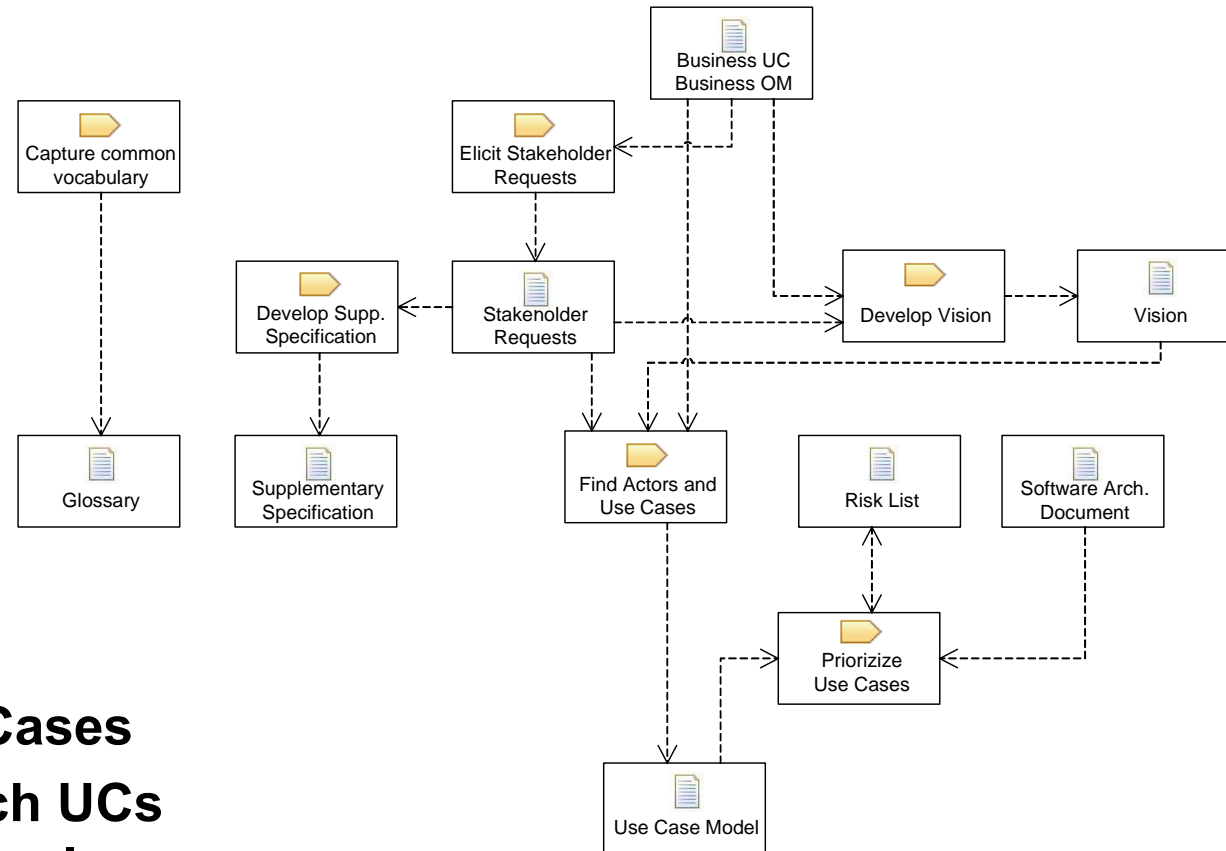 Business UC
Business OM
Capture common
vocabulary
Elicit Stakeholder
Requests
Develop Supp.
Specification
Stakenolder
Requests
Develop Vision
Vision
Glossary
Supplementary
Specification
Find Actors and
Use Cases
Risk List
Software Arch.
Document
Priorizize
Use Cases
Cases
ch UCs
Use Case Model